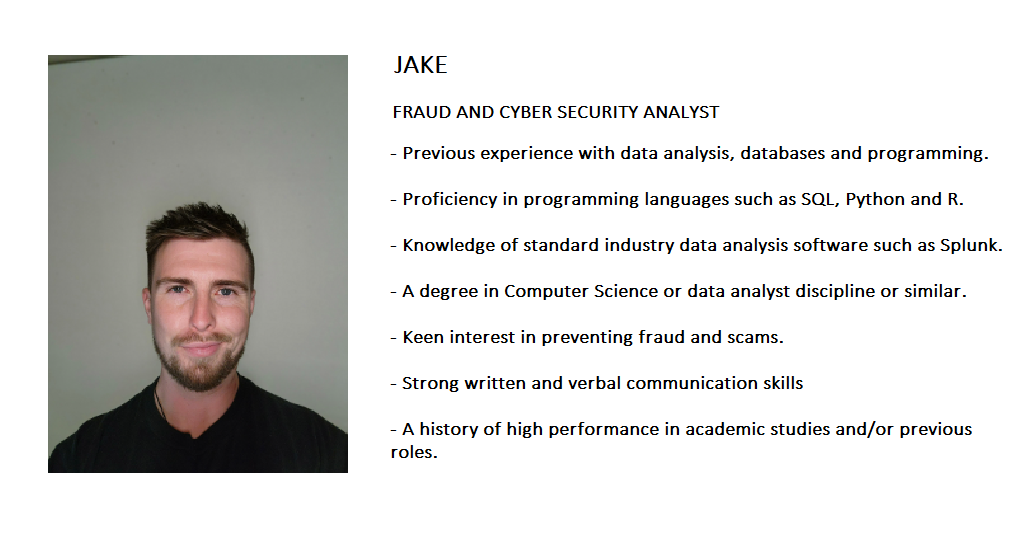 JAKE
FRAUD AND CYBER SECURITY ANALYST
- Previous experience with data analysis, databases and programming.
- Proficiency in programming languages such as SQL, Python and R.
- Knowledge of standard industry data analysis software such as Splunk.
- A degree in Computer Science or data analyst discipline or similar.
- Keen interest in preventing fraud and scams.
- Strong written and verbal communication skills
- A history of high performance in academic studies and/or previous
roles.